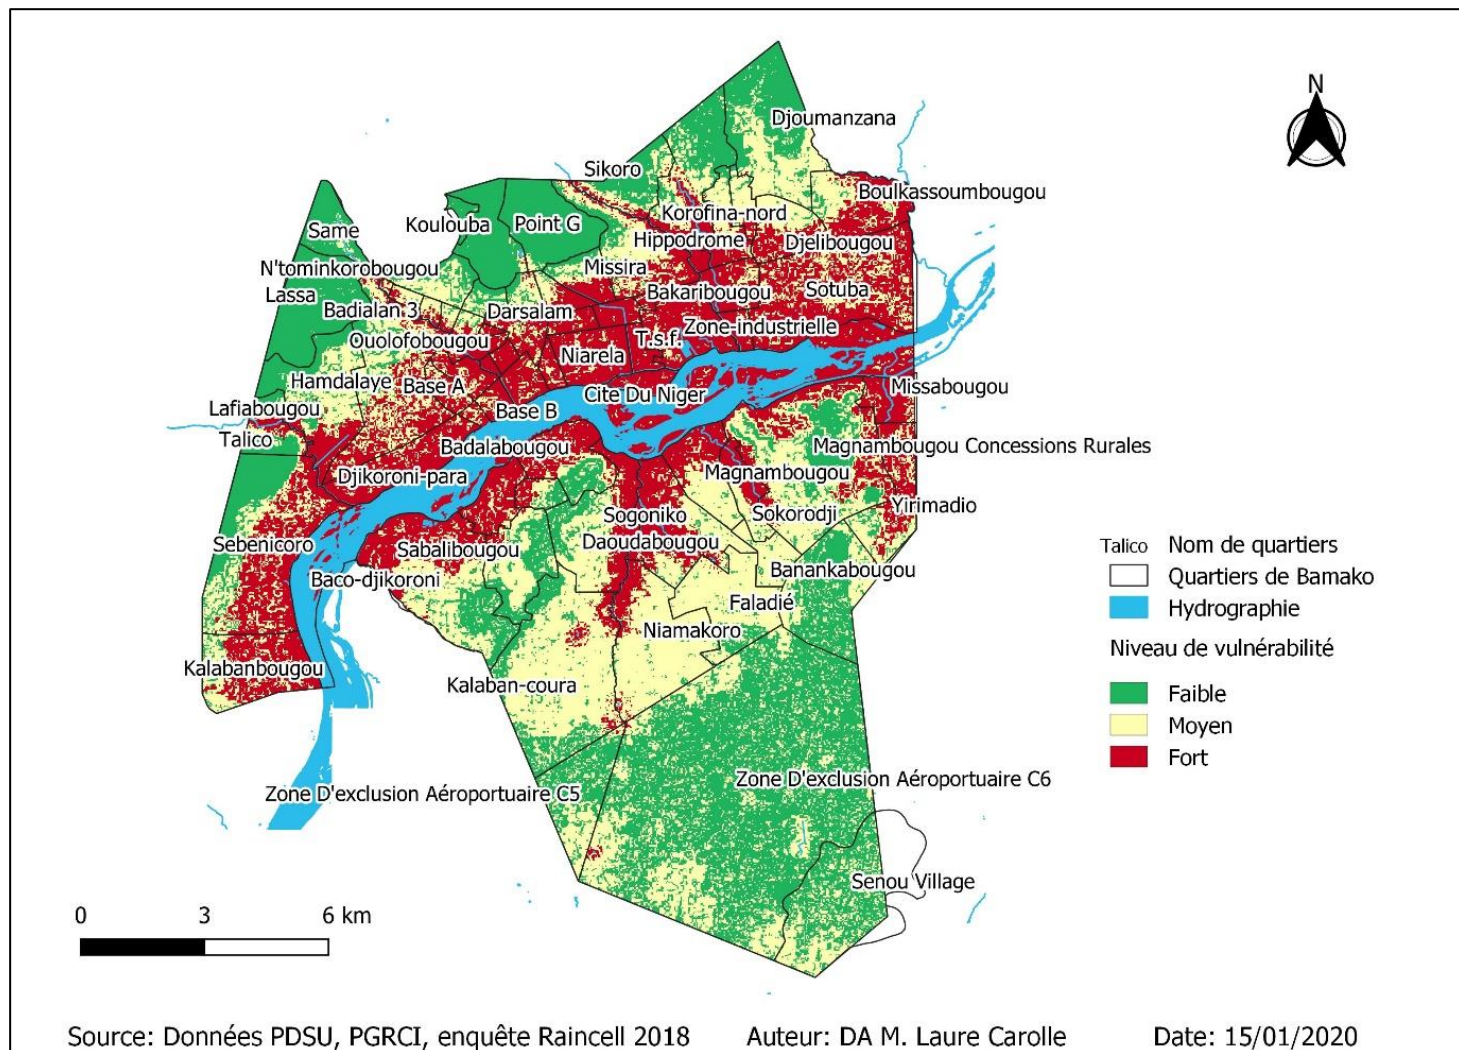 N
Djoumanzana
Sikoro
Boulkassoumbougou
Koulouba
Point G
Korofina-nord
Same
Hippodrome
Djelibougou
N'tominkorobougou
Missira
Lassa
Bakaribougou
Sotuba
Badialan 3
Darsalam
Zone-industrielle
Ouolofobougou
T.s.f.
Niarela
Hamdalaye
Base A
Cite Du Niger
Missabougou
Lafiabougou
Base B
Talico
Badalabougou
Magnambougou Concessions Rurales
Djikoroni-para
Magnambougou
Yirimadio
Sogoniko
Sokorodji
Sebenicoro
Sabalibougou
Daoudabougou
Baco-djikoroni
Banankabougou
Faladié
Niamakoro
Kalabanbougou
Kalaban-coura
Zone D'exclusion Aéroportuaire C6
Zone D'exclusion Aéroportuaire C5
Senou Village
Talico Nom de quartiers
Quartiers de Bamako
Hydrographie
Niveau de vulnérabilité
Faible
Moyen
Fort
0 3 6 km
Source: Données PDSU, PGRCI, enquête Raincell 2018 Auteur: DA M. Laure Carolle Date: 15/01/2020